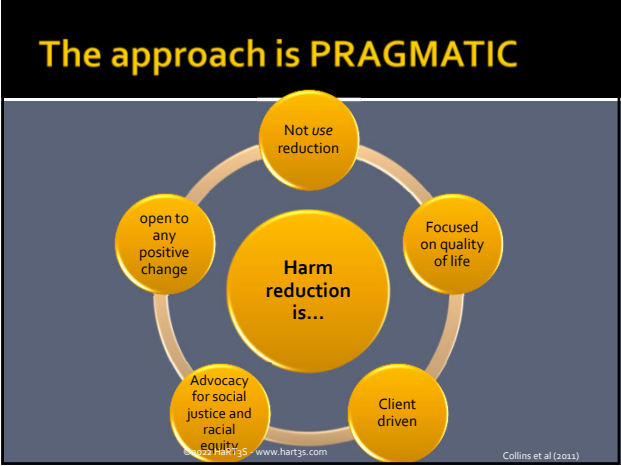 The approach is PRAGMATIC
Not use
reduction
Focused
on quality
of life
Client
driven
Advocacy
for social
justice and
racial
equity
open to
any
positive
change
Harm
reduction
is...
©2022 HaRT3S - www.hart3s.com
Collins et al (2011)